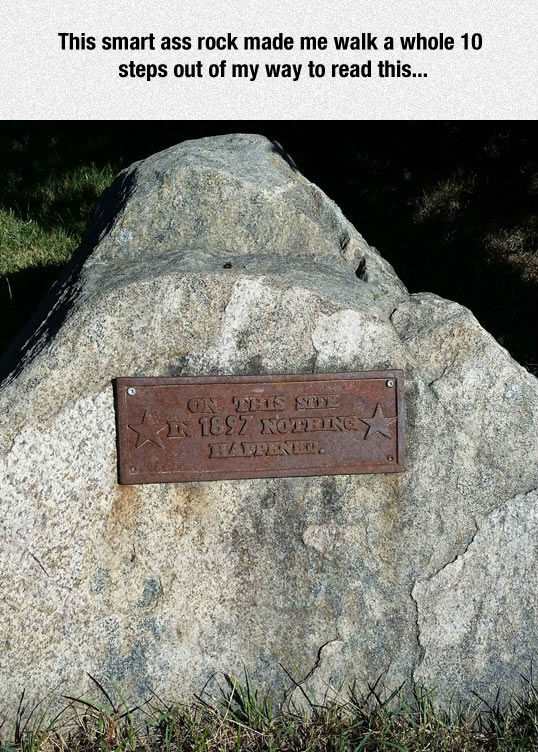 This smart ass rock made me walk a whole 10
steps out of my way to read this...
ON THIS SITE
IN 1897 NOTHING
HAPPENED.